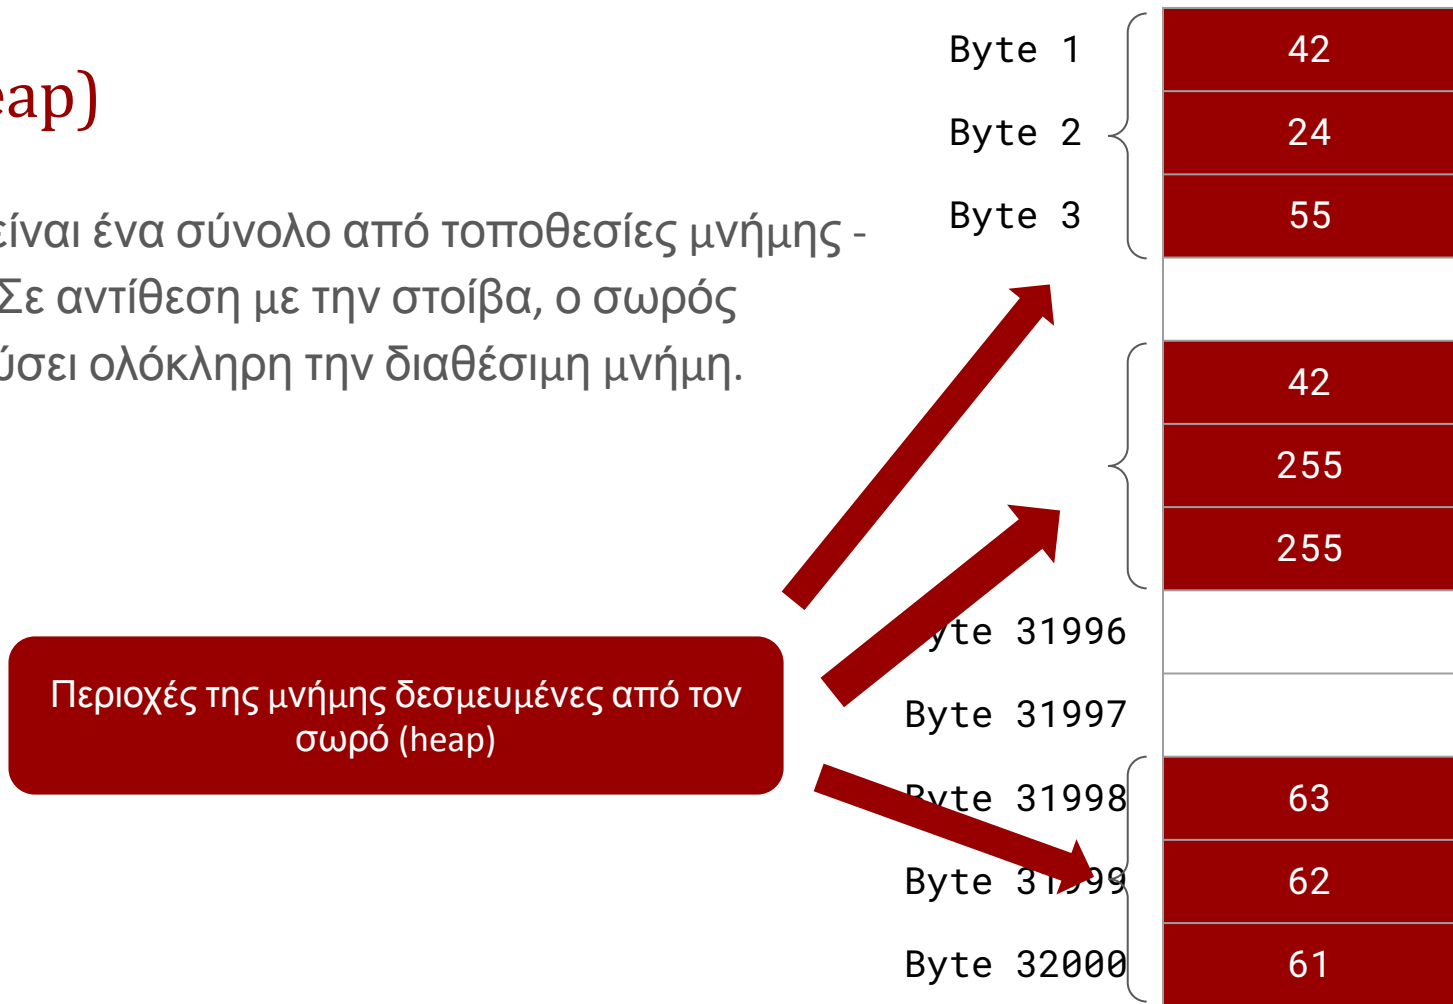 eap)
είναι ένα σύνολο από τοποθεσίες μνήμης -
Σε αντίθεση με την στοίβα, ο σωρός
ύσει ολόκληρη την διαθέσιμη μνήμη.
Περιοχές της μνήμης δεσμευμένες από τον
σωρό (heap)
Byte 1 42
Byte 2 24
Byte 3 55
42
255
255
yte 31996
Byte 31997
Byte 31998 63
Byte 31999 62
Byte 32000 61